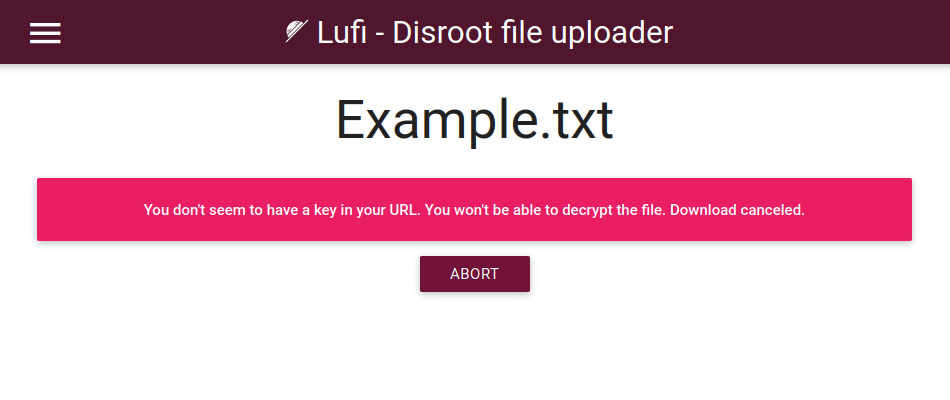 Lufi - Disroot file uploader
Example.txt
You don't seem to have a key in your URL. You won't be able to decrypt the file. Download canceled.
ABORT